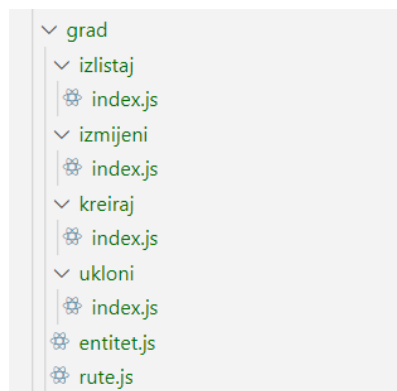 grad
izlistaj
index.js
izmijeni
index.js
kreiraj
index.js
ukloni
index.js
entitet.js
rute.js